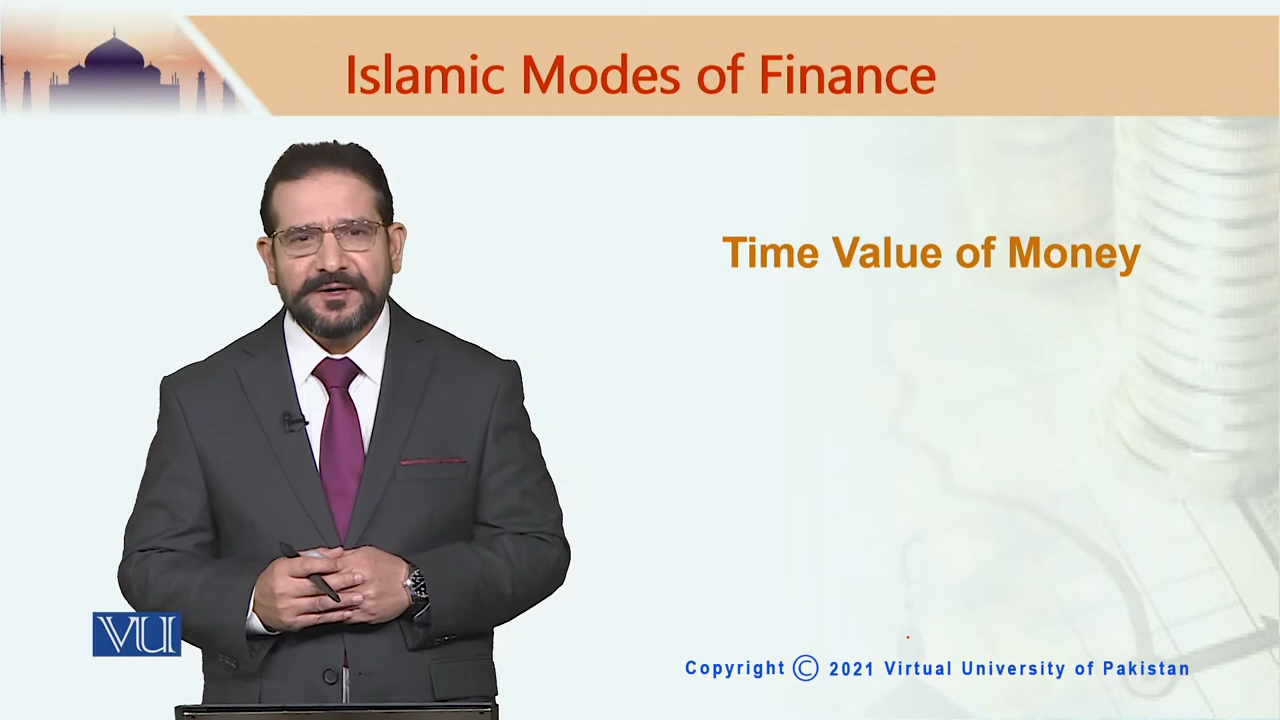 Islamic Modes of Finance
Time Value of Money
VU
Copyright © 2021 Virtual University of Pakistan